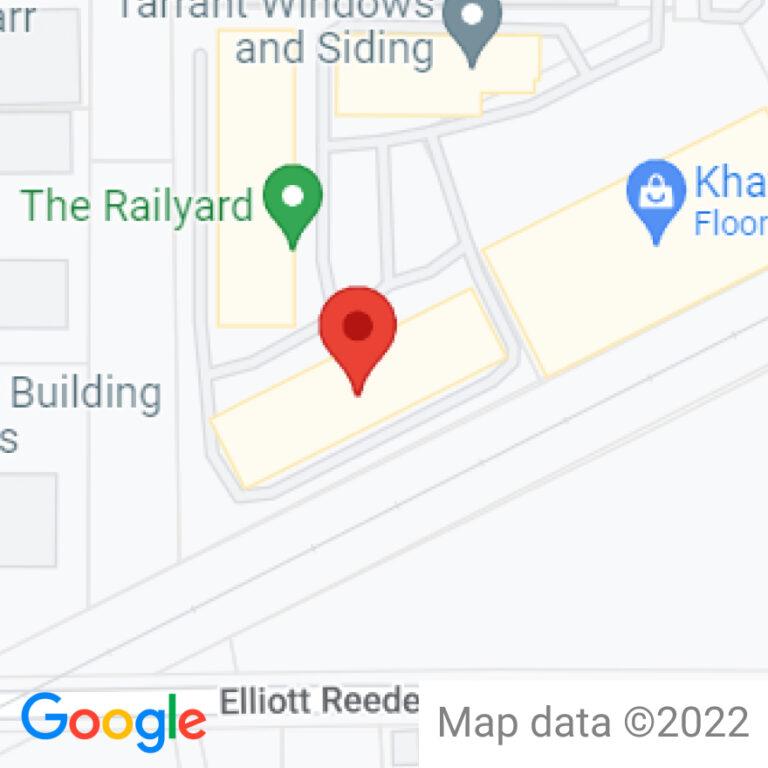 arr
Tarrant Windows
and Siding
The Railyard
Kha
Floor
Building
s
Elliott Reede
Google
Map data ©2022